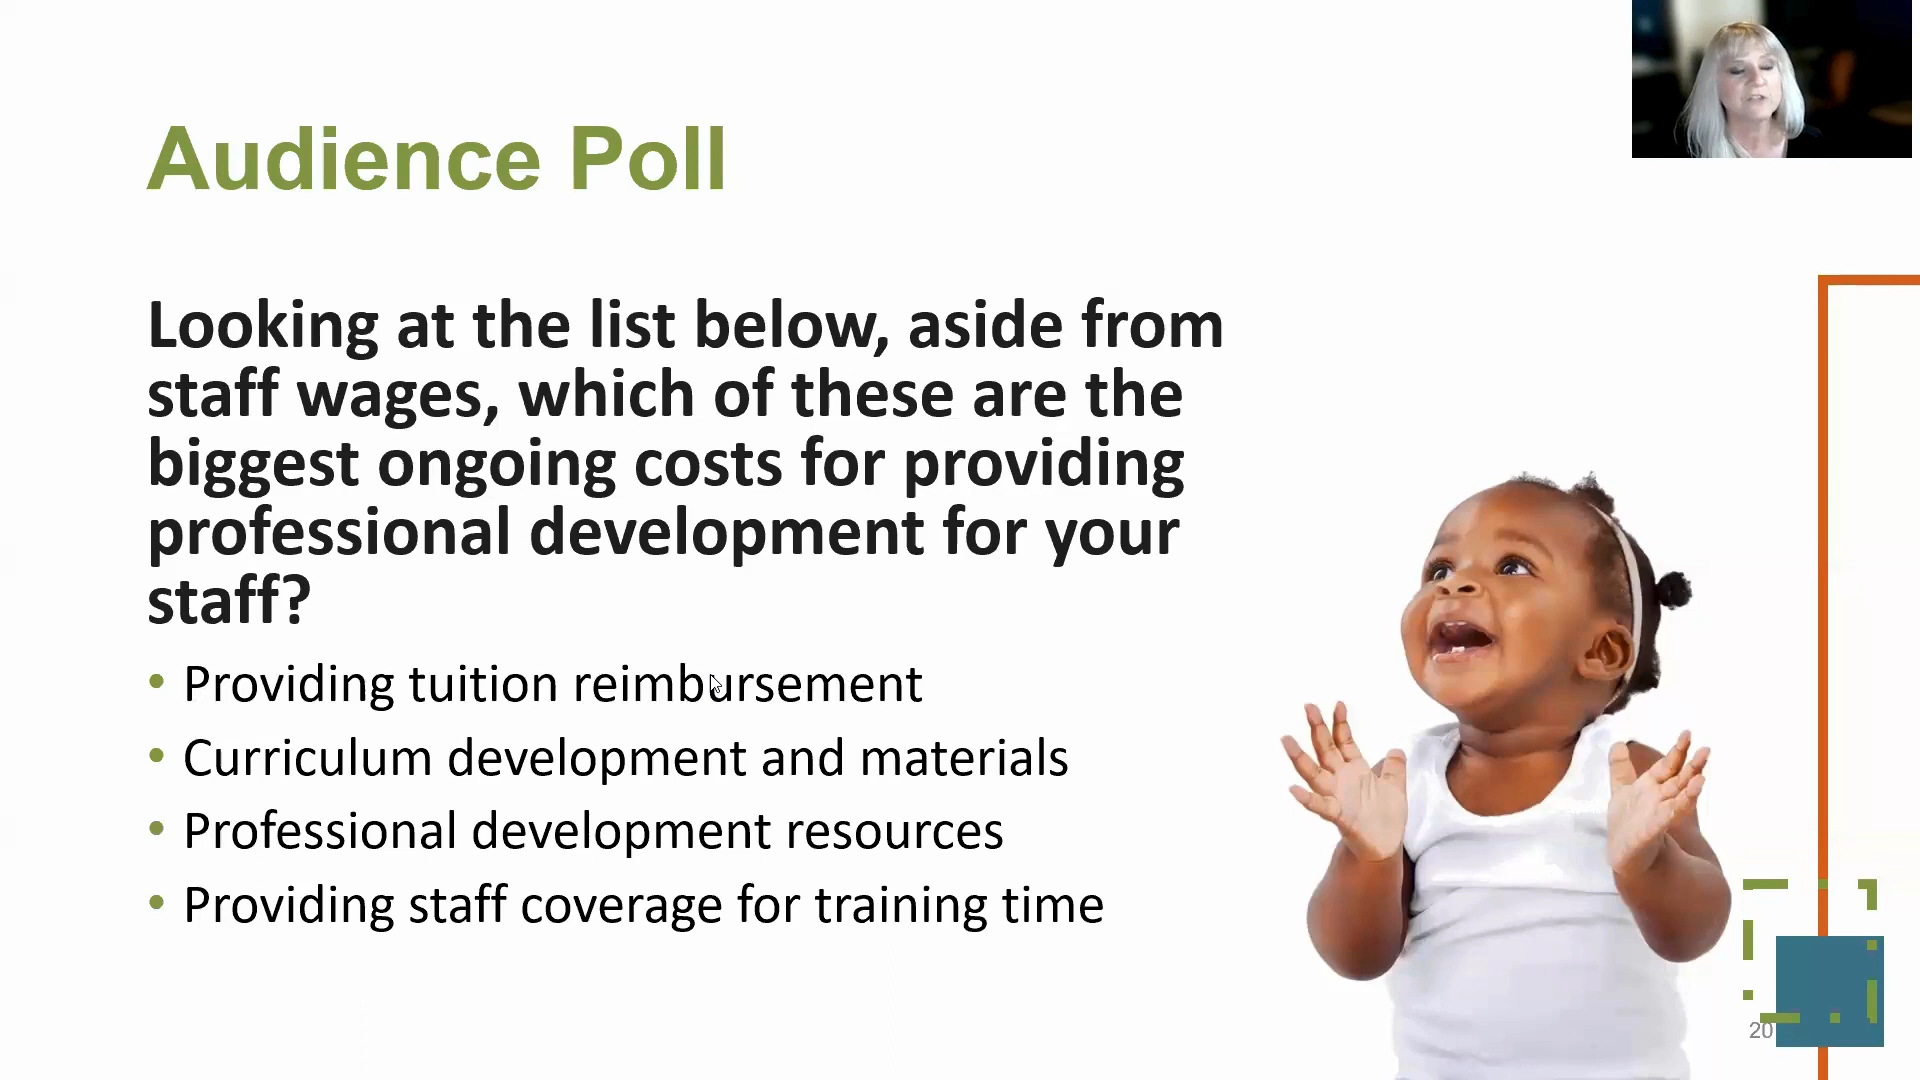 Audience Poll
Looking at the list below, aside from
staff wages, which of these are the
biggest ongoing costs for providing
professional development for your
staff?
• Providing tuition reimbursement
• Curriculum development and materials
• Professional development resources
• Providing staff coverage for training time
20